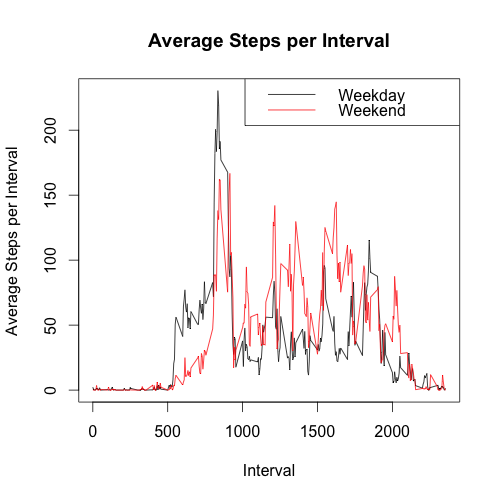 Average Steps per Interval
Weekday
Weekend
Average Steps per Interval
200
150
100
50
0
0 500 1000 1500 2000
Interval